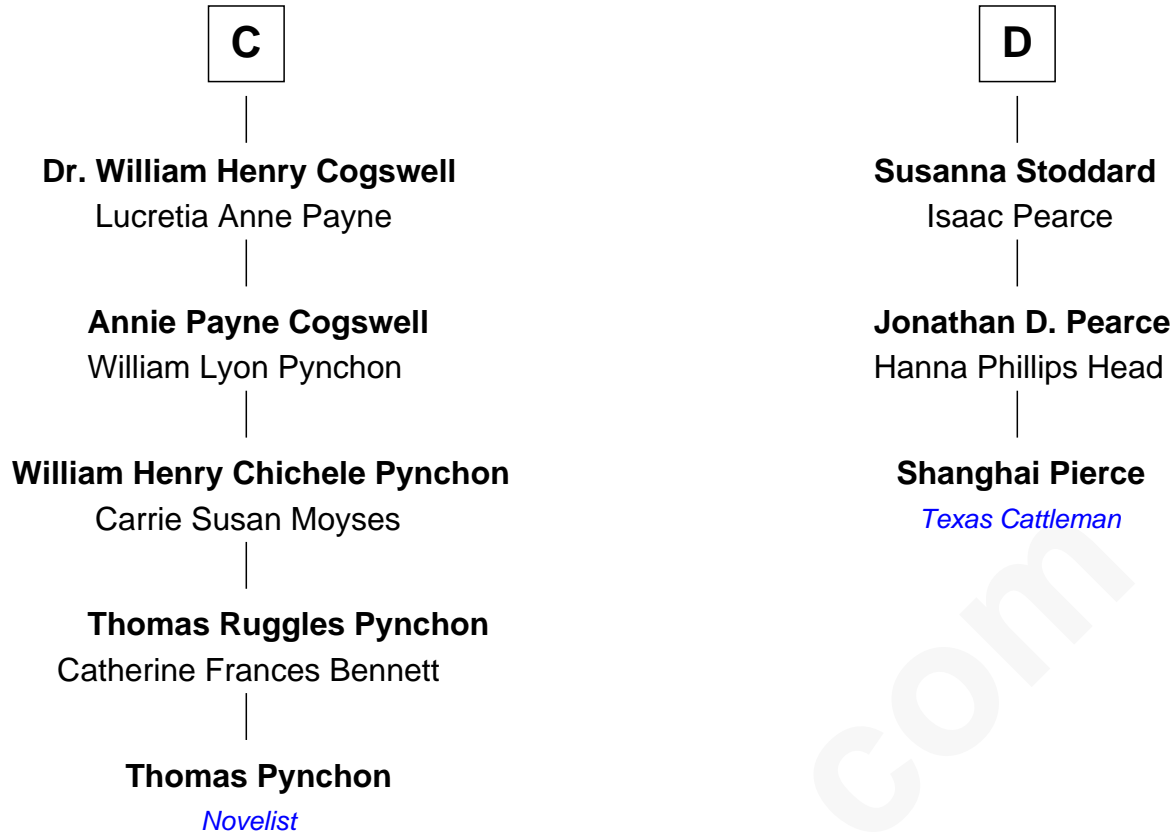 C
Dr. William Henry Cogswell
Lucretia Anne Payne
Annie Payne Cogswell
William Lyon Pynchon
William Henry Chichele Pynchon
Carrie Susan Moyses
Thomas Ruggles Pynchon
Catherine Frances Bennett
Thomas Pynchon
Novelist
D
Susanna Stoddard
Isaac Pearce
Jonathan D. Pearce
Hanna Phillips Head
Shanghai Pierce
Texas Cattleman
com